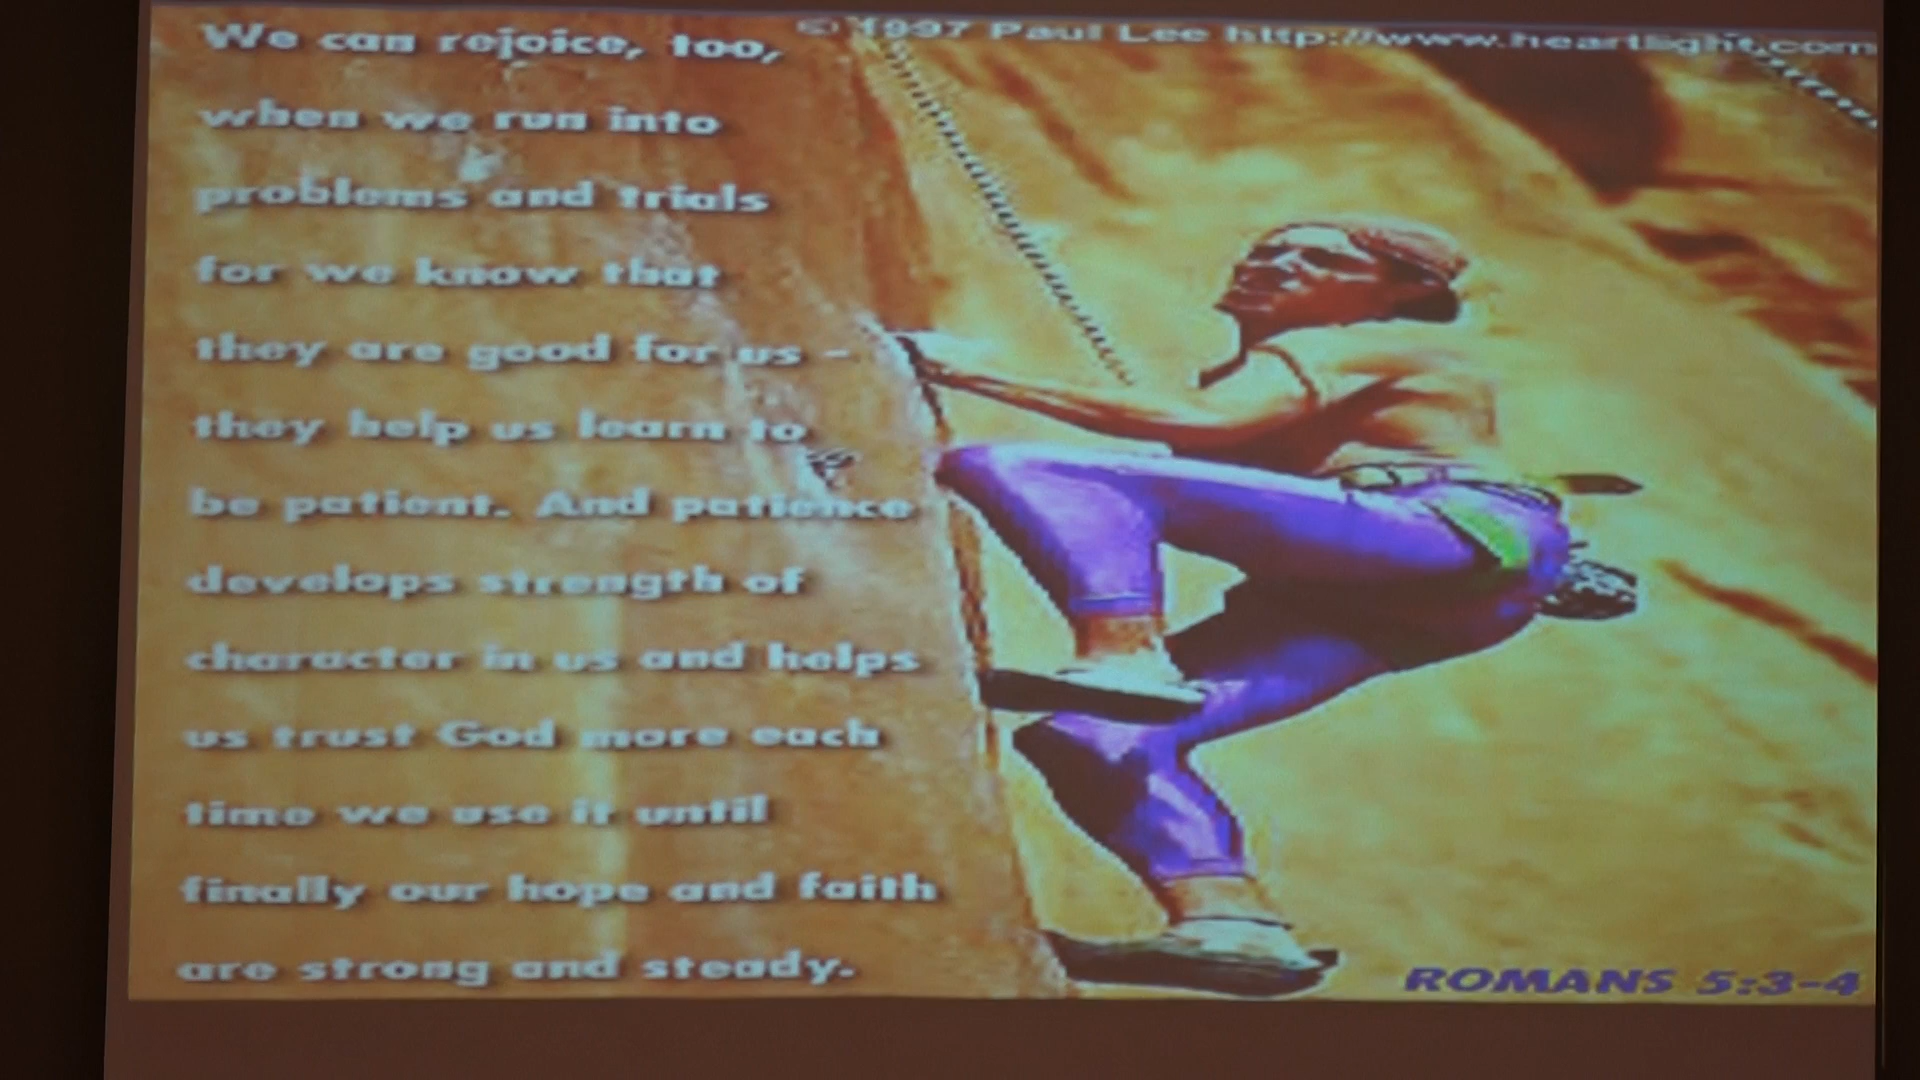 We can rejoice, too,
© 1997 Paul Lee http://www.heartlight.com
when we run into
problems and trials
for we know that
they are good for us -
they help us learn to
be patient. And patience
develops strength of
character in us and helps
us trust God more each
time we use it until
finally our hope and faith
are strong and steady.
ROMANS 5:3-4